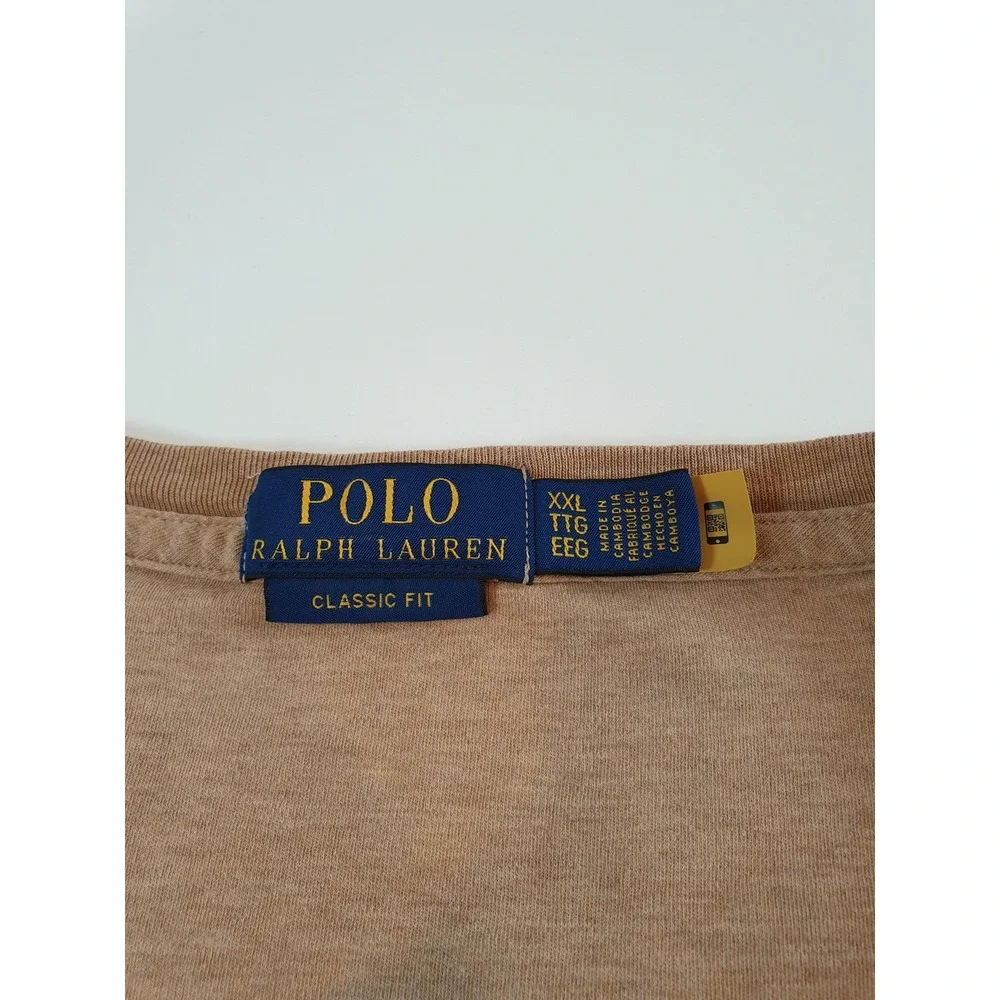 POLO
RALPH LAUREN
CLASSIC FIT
XXL
TTG
EEG
MADE IN
CAMBODIA
FABRIQUÉ AU
CAMBODGE
HECHO EN
CAMBOYA